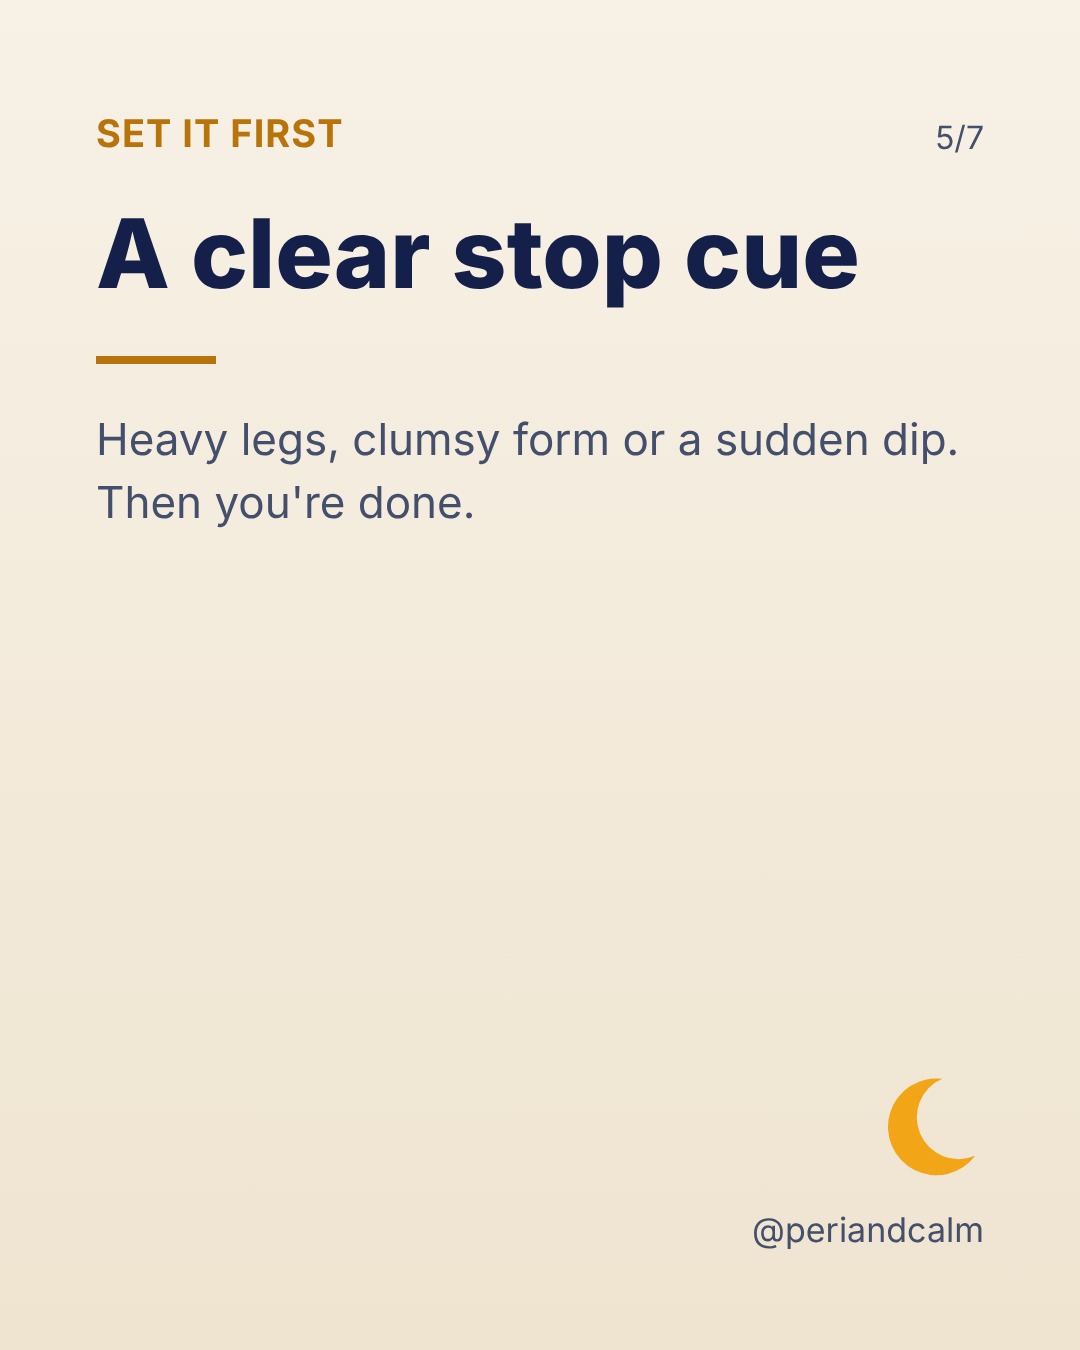 SET IT FIRST
5/7
A clear stop cue
Heavy legs, clumsy form or a sudden dip.
Then you're done.
@periandcalm